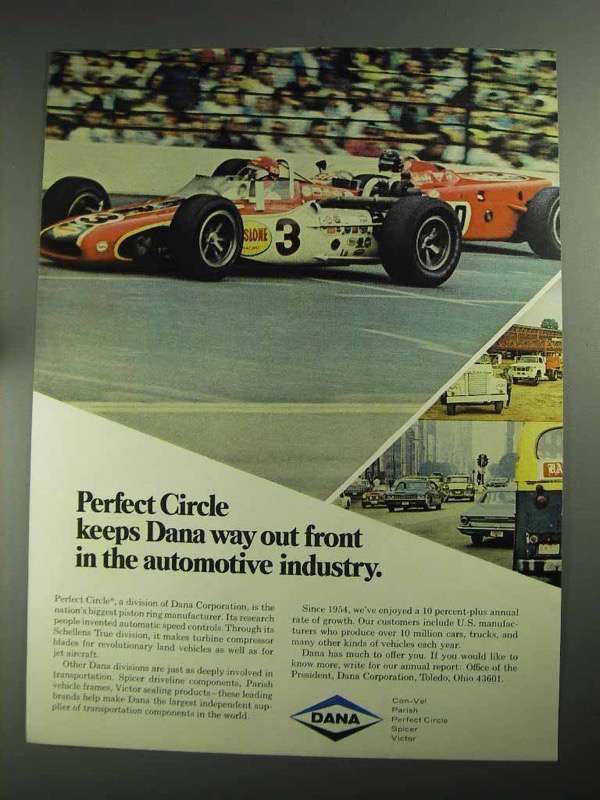 STONE
3
Perfect Circle
keeps Dana way out front
in the automotive industry.
Perfect Circle®, a division of Dana Corporation, is the
nation's biggest piston ring manufacturer. Its research
people invented automatic speed controls. Through its
Schellens True division, it makes turbine compressor
blades for revolutionary land vehicles as well as for
jet aircraft.
Other Dana divisions are just as deeply involved in
transportation. Spicer driveline components, Parish
vehicle frames, Victor sealing products—these leading
brands help make Dana the largest independent sup-
plier of transportation components in the world.
Since 1954, we've enjoyed a 10 percent-plus annual
rate of growth. Our customers include U.S. manufac-
turers who produce over 10 million cars, trucks, and
many other kinds of vehicles each year.
Dana has much to offer you. If you would like to
know more, write for our annual report: Office of the
President, Dana Corporation, Toledo, Ohio 43601.
DANA
Con-Vel
Parish
Perfect Circle
Spicer
Victor